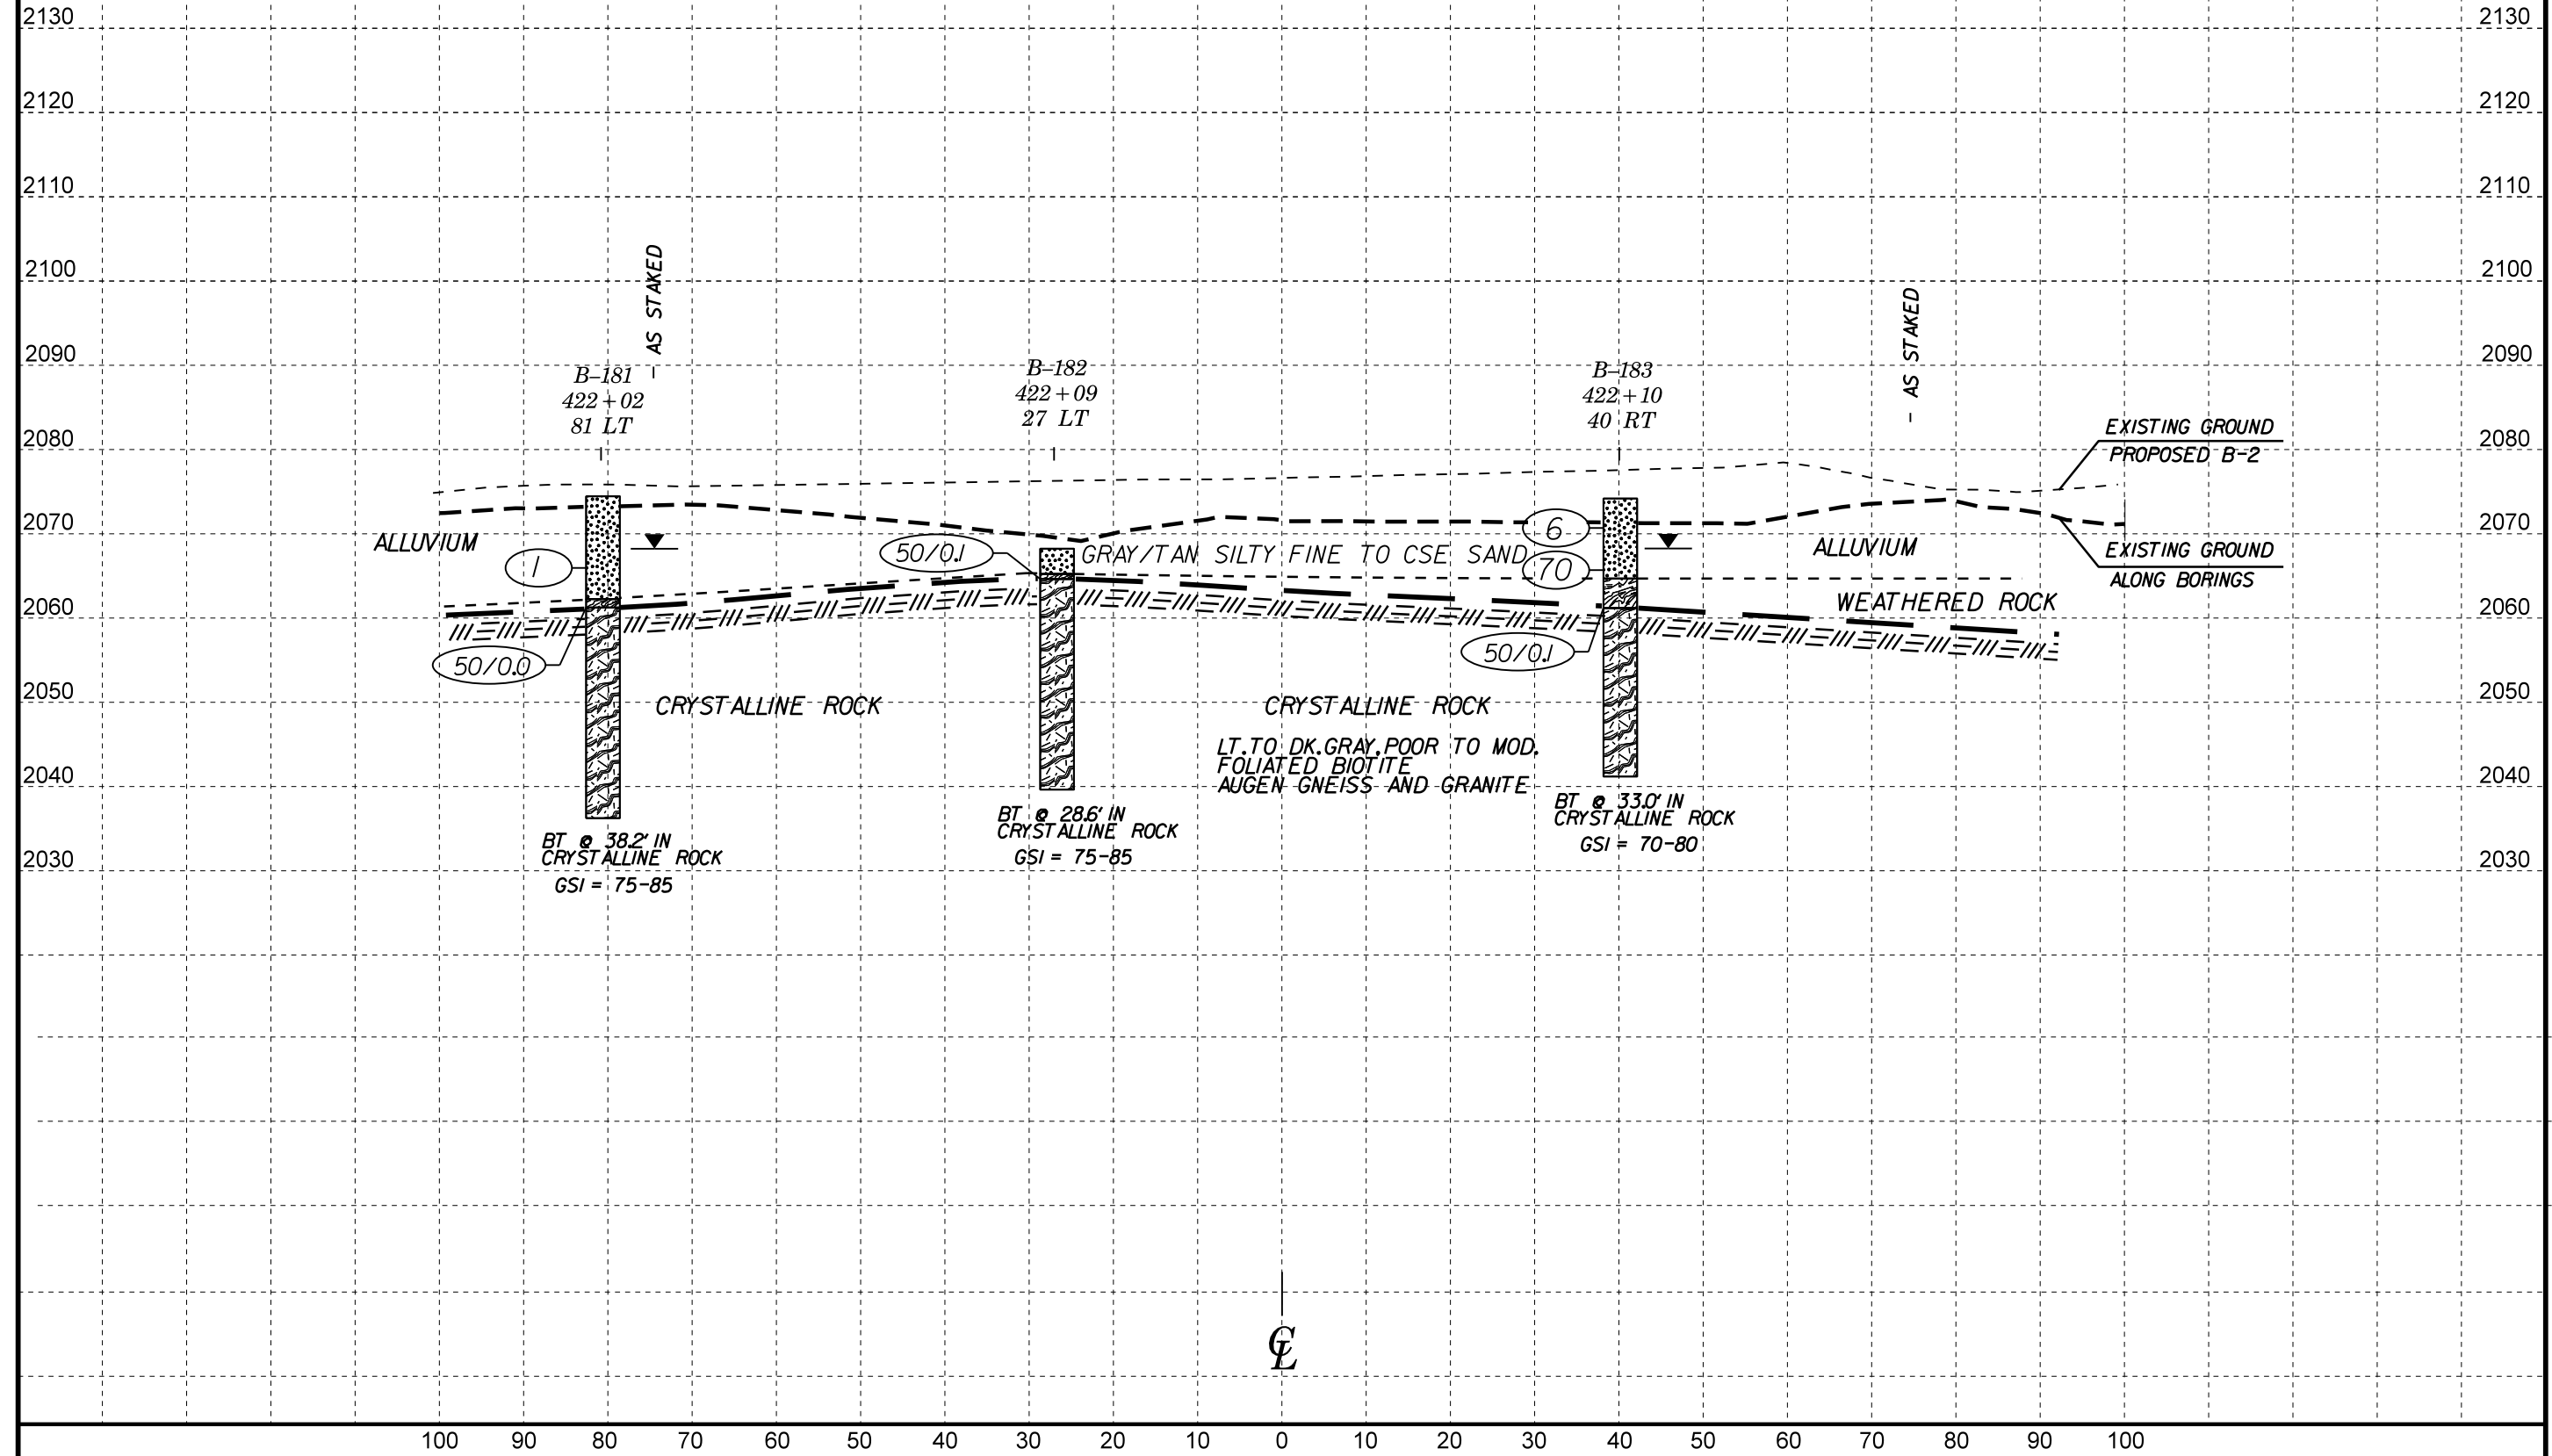 2130 2130
2120 2120
2110 2110
2100 2100
2090 2090
2080 2080
2070 2070
2060 2060
2050 2050
2040 2040
2030 2030
AS STAKED
AS STAKED
B-181
422+02
81 LT
B-182
422+09
27 LT
B-183
422+10
40 RT
EXISTING GROUND
PROPOSED B-2
EXISTING GROUND
ALONG BORINGS
ALLUVIUM
1
50/0.1
GRAY/TAN SILTY FINE TO CSE SAND
6
70
ALLUVIUM
WEATHERED ROCK
50/0.0
50/0.1
CRYSTALLINE ROCK
CRYSTALLINE ROCK
LT. TO DK. GRAY, POOR TO MOD.
FOLIATED BIOTITE
AUGEN GNEISS AND GRANITE
BT @ 38.2' IN
CRYSTALLINE ROCK
GSI = 75-85
BT @ 28.6' IN
CRYSTALLINE ROCK
GSI = 75-85
BT @ 33.0' IN
CRYSTALLINE ROCK
GSI = 70-80
℄
100 90 80 70 60 50 40 30 20 10 0 10 20 30 40 50 60 70 80 90 100